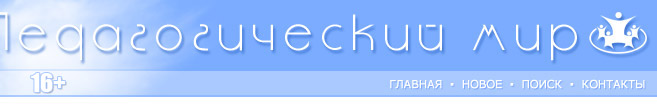 Педагогический мир
16+
ГЛАВНАЯ • НОВОЕ • ПОИСК • КОНТАКТЫ